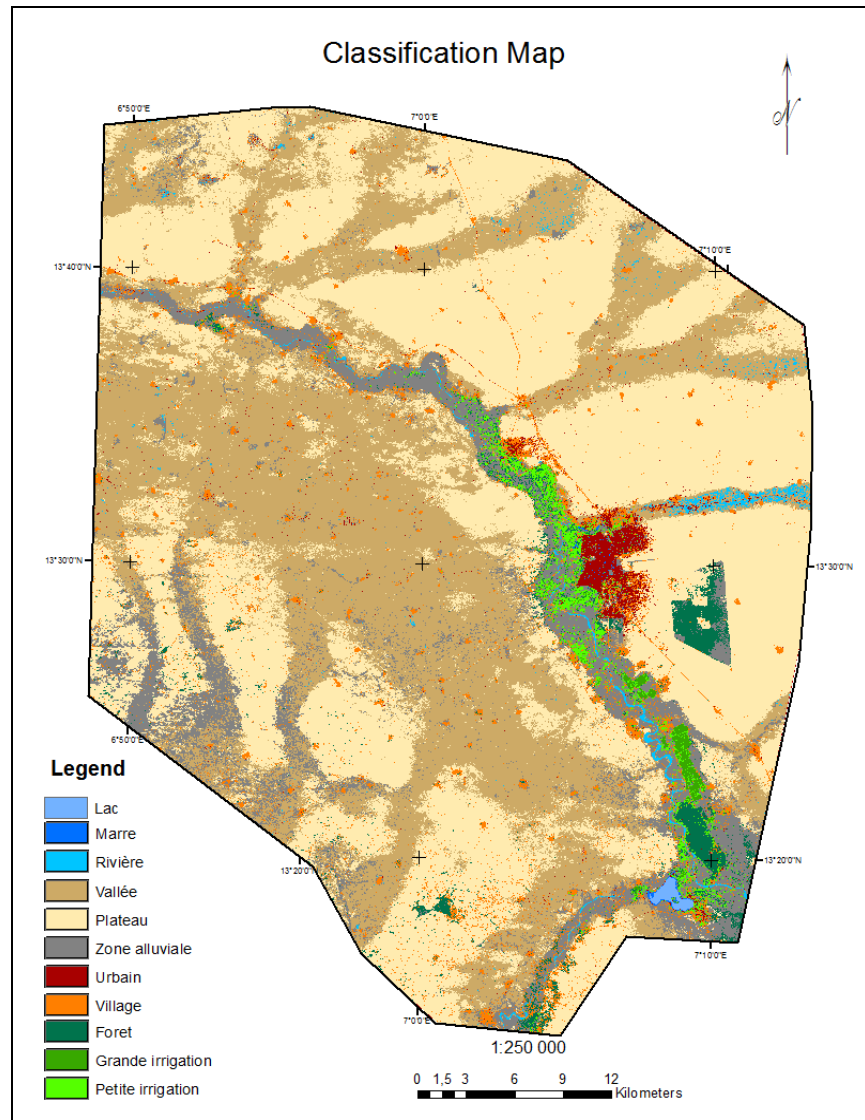 Classification Map
N
6°50'0"E
7°0'0"E
7°10'0"E
13°40'0"N
13°30'0"N
13°30'0"N
6°50'0"E
13°20'0"N
13°20'0"N
7°10'0"E
7°0'0"E
Legend
Lac
Marre
Rivière
Vallée
Plateau
Zone alluviale
Urbain
Village
Foret
Grande irrigation
Petite irrigation
1:250 000
0 1,5 3 6 9 12
Kilometers